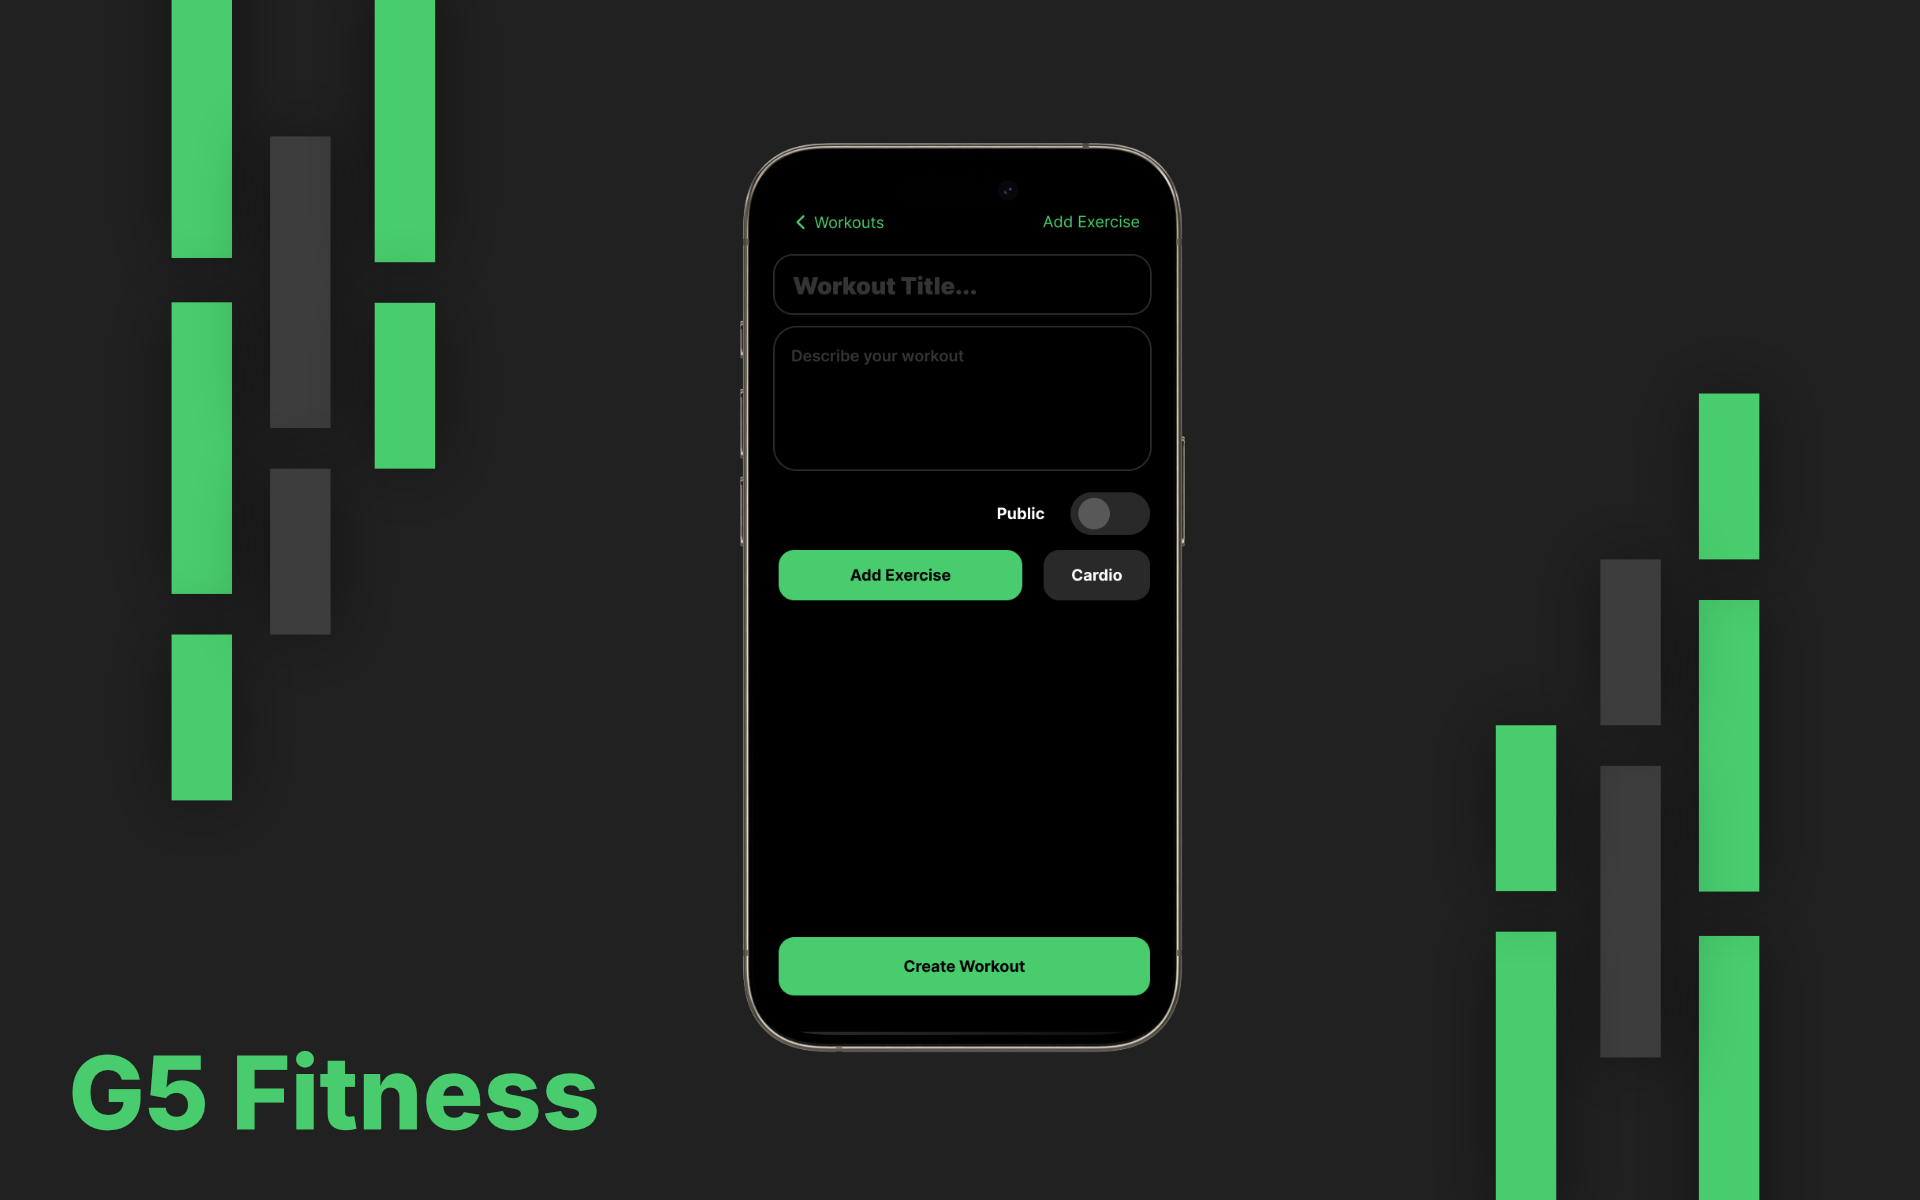 Workouts
Add Exercise
Workout Title...
Describe your workout
Public
Add Exercise
Cardio
Create Workout
G5 Fitness